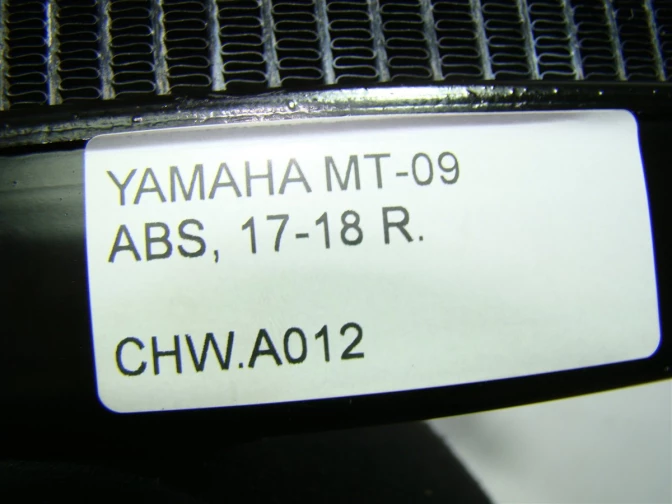 YAMAHA MT-09
ABS, 17-18 R.
CHW.A012